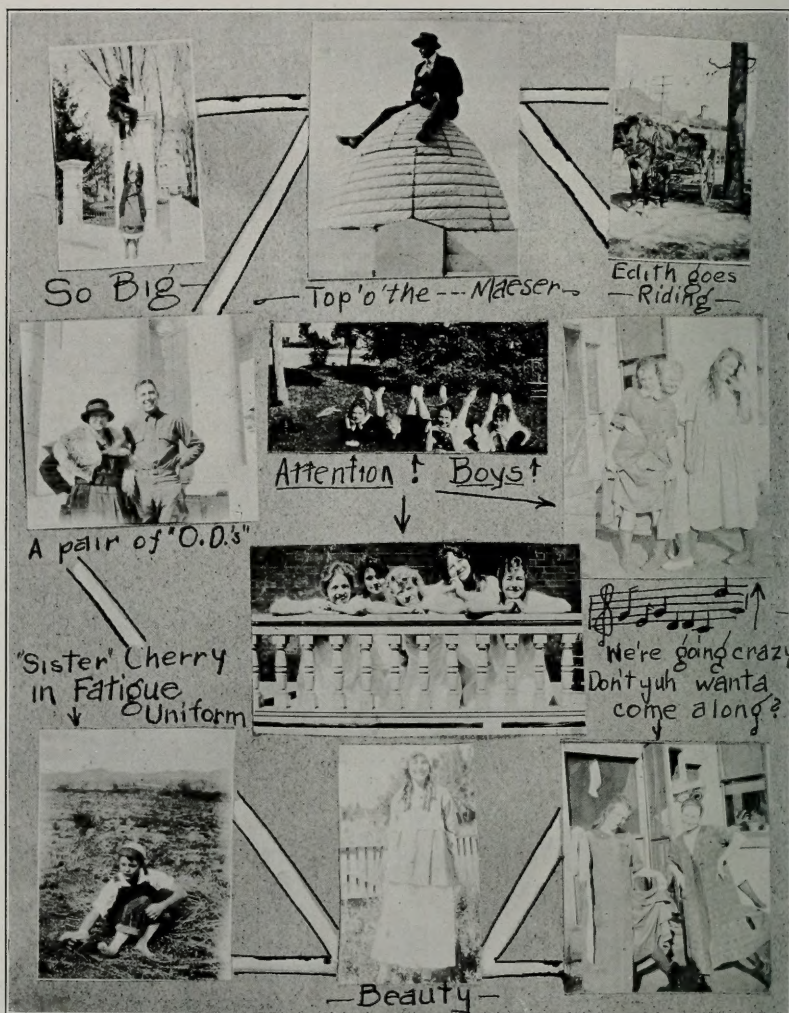 So Big
Top 'o' the --- Maeser
Edith goes
Riding
Attention ! Boys !
A pair of "O.D.'s"
"Sister" Cherry
in Fatigue
Uniform
We're going crazy
Don't yuh wanta
come along?
Beauty